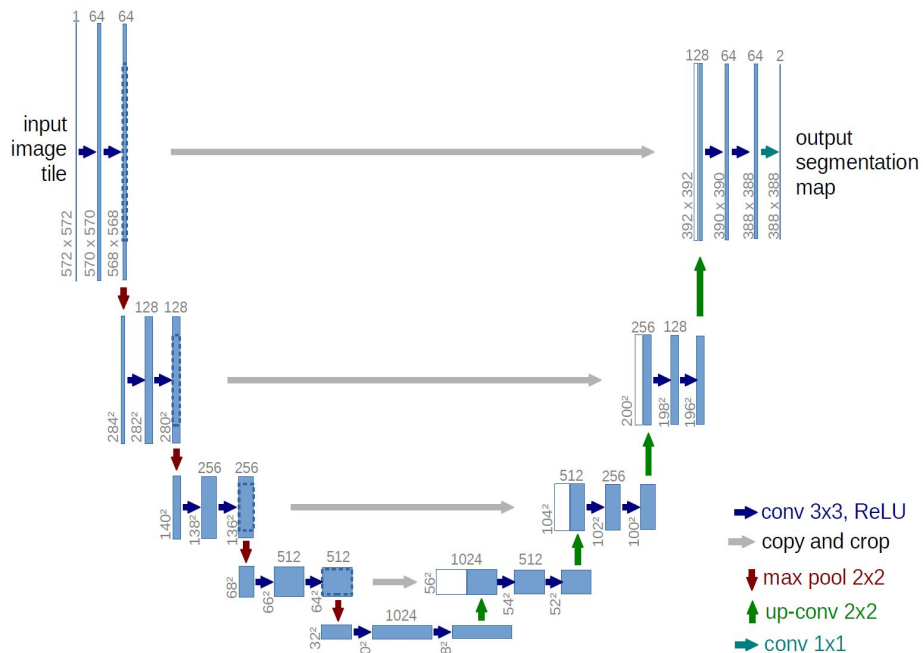 1 64 64
input
image
tile
572 x 572
570 x 570
568 x 568
128 64 64 2
output
segmentation
map
392 x 392
390 x 390
388 x 388
388 x 388
128 128
284²
282²
280²
256 128
200²
198²
196²
256 256
140²
138²
136²
512 256
104²
102²
100²
512 512
68²
66²
64²
1024 512
56²
54²
52²
1024
32²
conv 3x3, ReLU
copy and crop
max pool 2x2
up-conv 2x2
conv 1x1